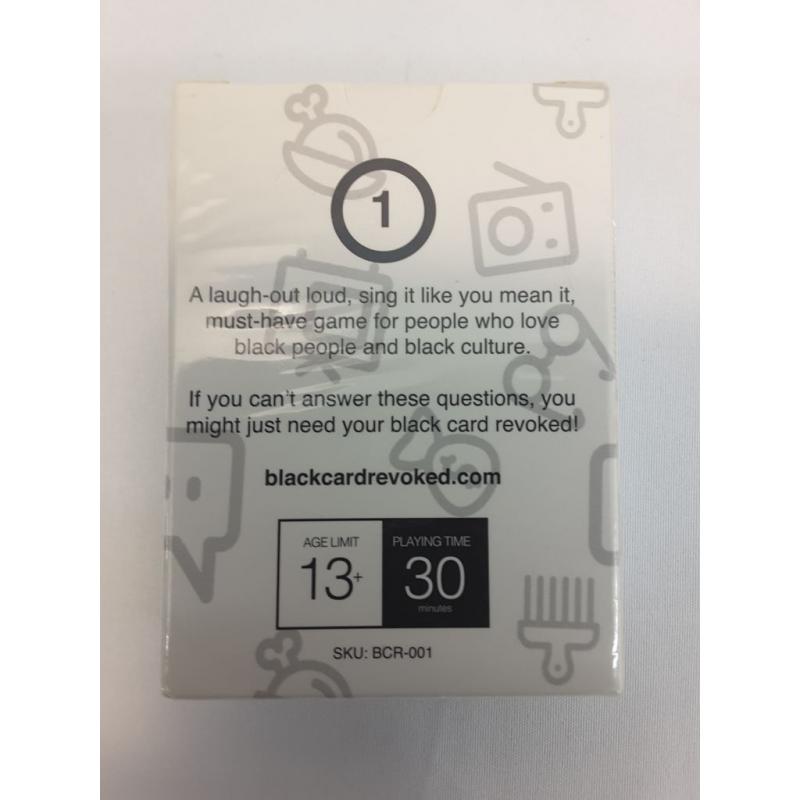 1
A laugh-out loud, sing it like you mean it,
must-have game for people who love
black people and black culture.
If you can't answer these questions, you
might just need your black card revoked!
blackcardrevoked.com
AGE LIMIT
13+
PLAYING TIME
30
minutes
SKU: BCR-001